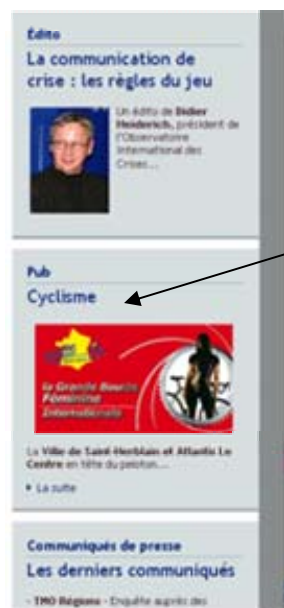 Édito
La communication de
crise : les règles du jeu
Un édito de Didier
Heiderich, président de
l'Observatoire
International des
Crises...
Pub
Cyclisme
la Grande Boucle
Féminine
Internationale
La Ville de Saint-Herblain et Atlantis Le
Centre en tête du peloton...
La suite
Communiqués de presse
Les derniers communiqués
- TMO Régions - Enquête auprès des